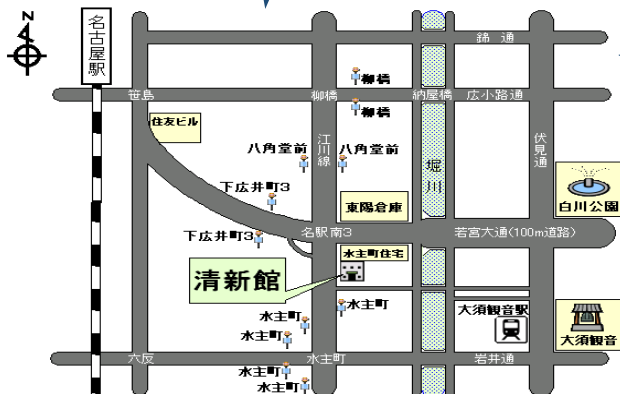 N
名古屋駅
錦通
柳橋
笹島
柳橋
納屋橋
広小路通
柳橋
住友ビル
江川線
堀川
伏見通
八角堂前
八角堂前
下広井町3
東陽倉庫
白川公園
下広井町3
名駅南3
若宮大通(100m道路)
水主町住宅
清新館
水主町
大須観音駅
水主町
水主町
大須観音
六反
水主町
岩井通
水主町
水主町